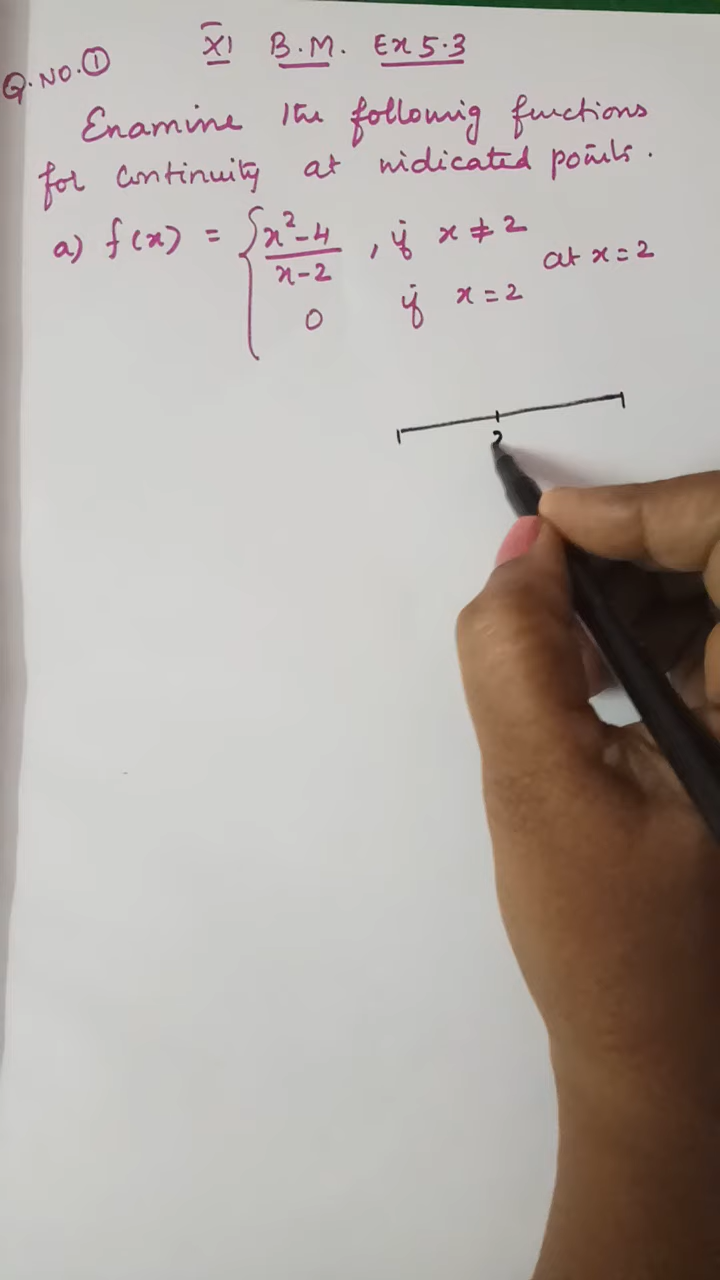 XI B.M. Ex 5.3
Q.NO.①
Examine the following functions
for continuity at indicated points.
a) f(x) = { x²-4 / x-2 , if x ≠ 2
0 if x = 2
at x = 2
2